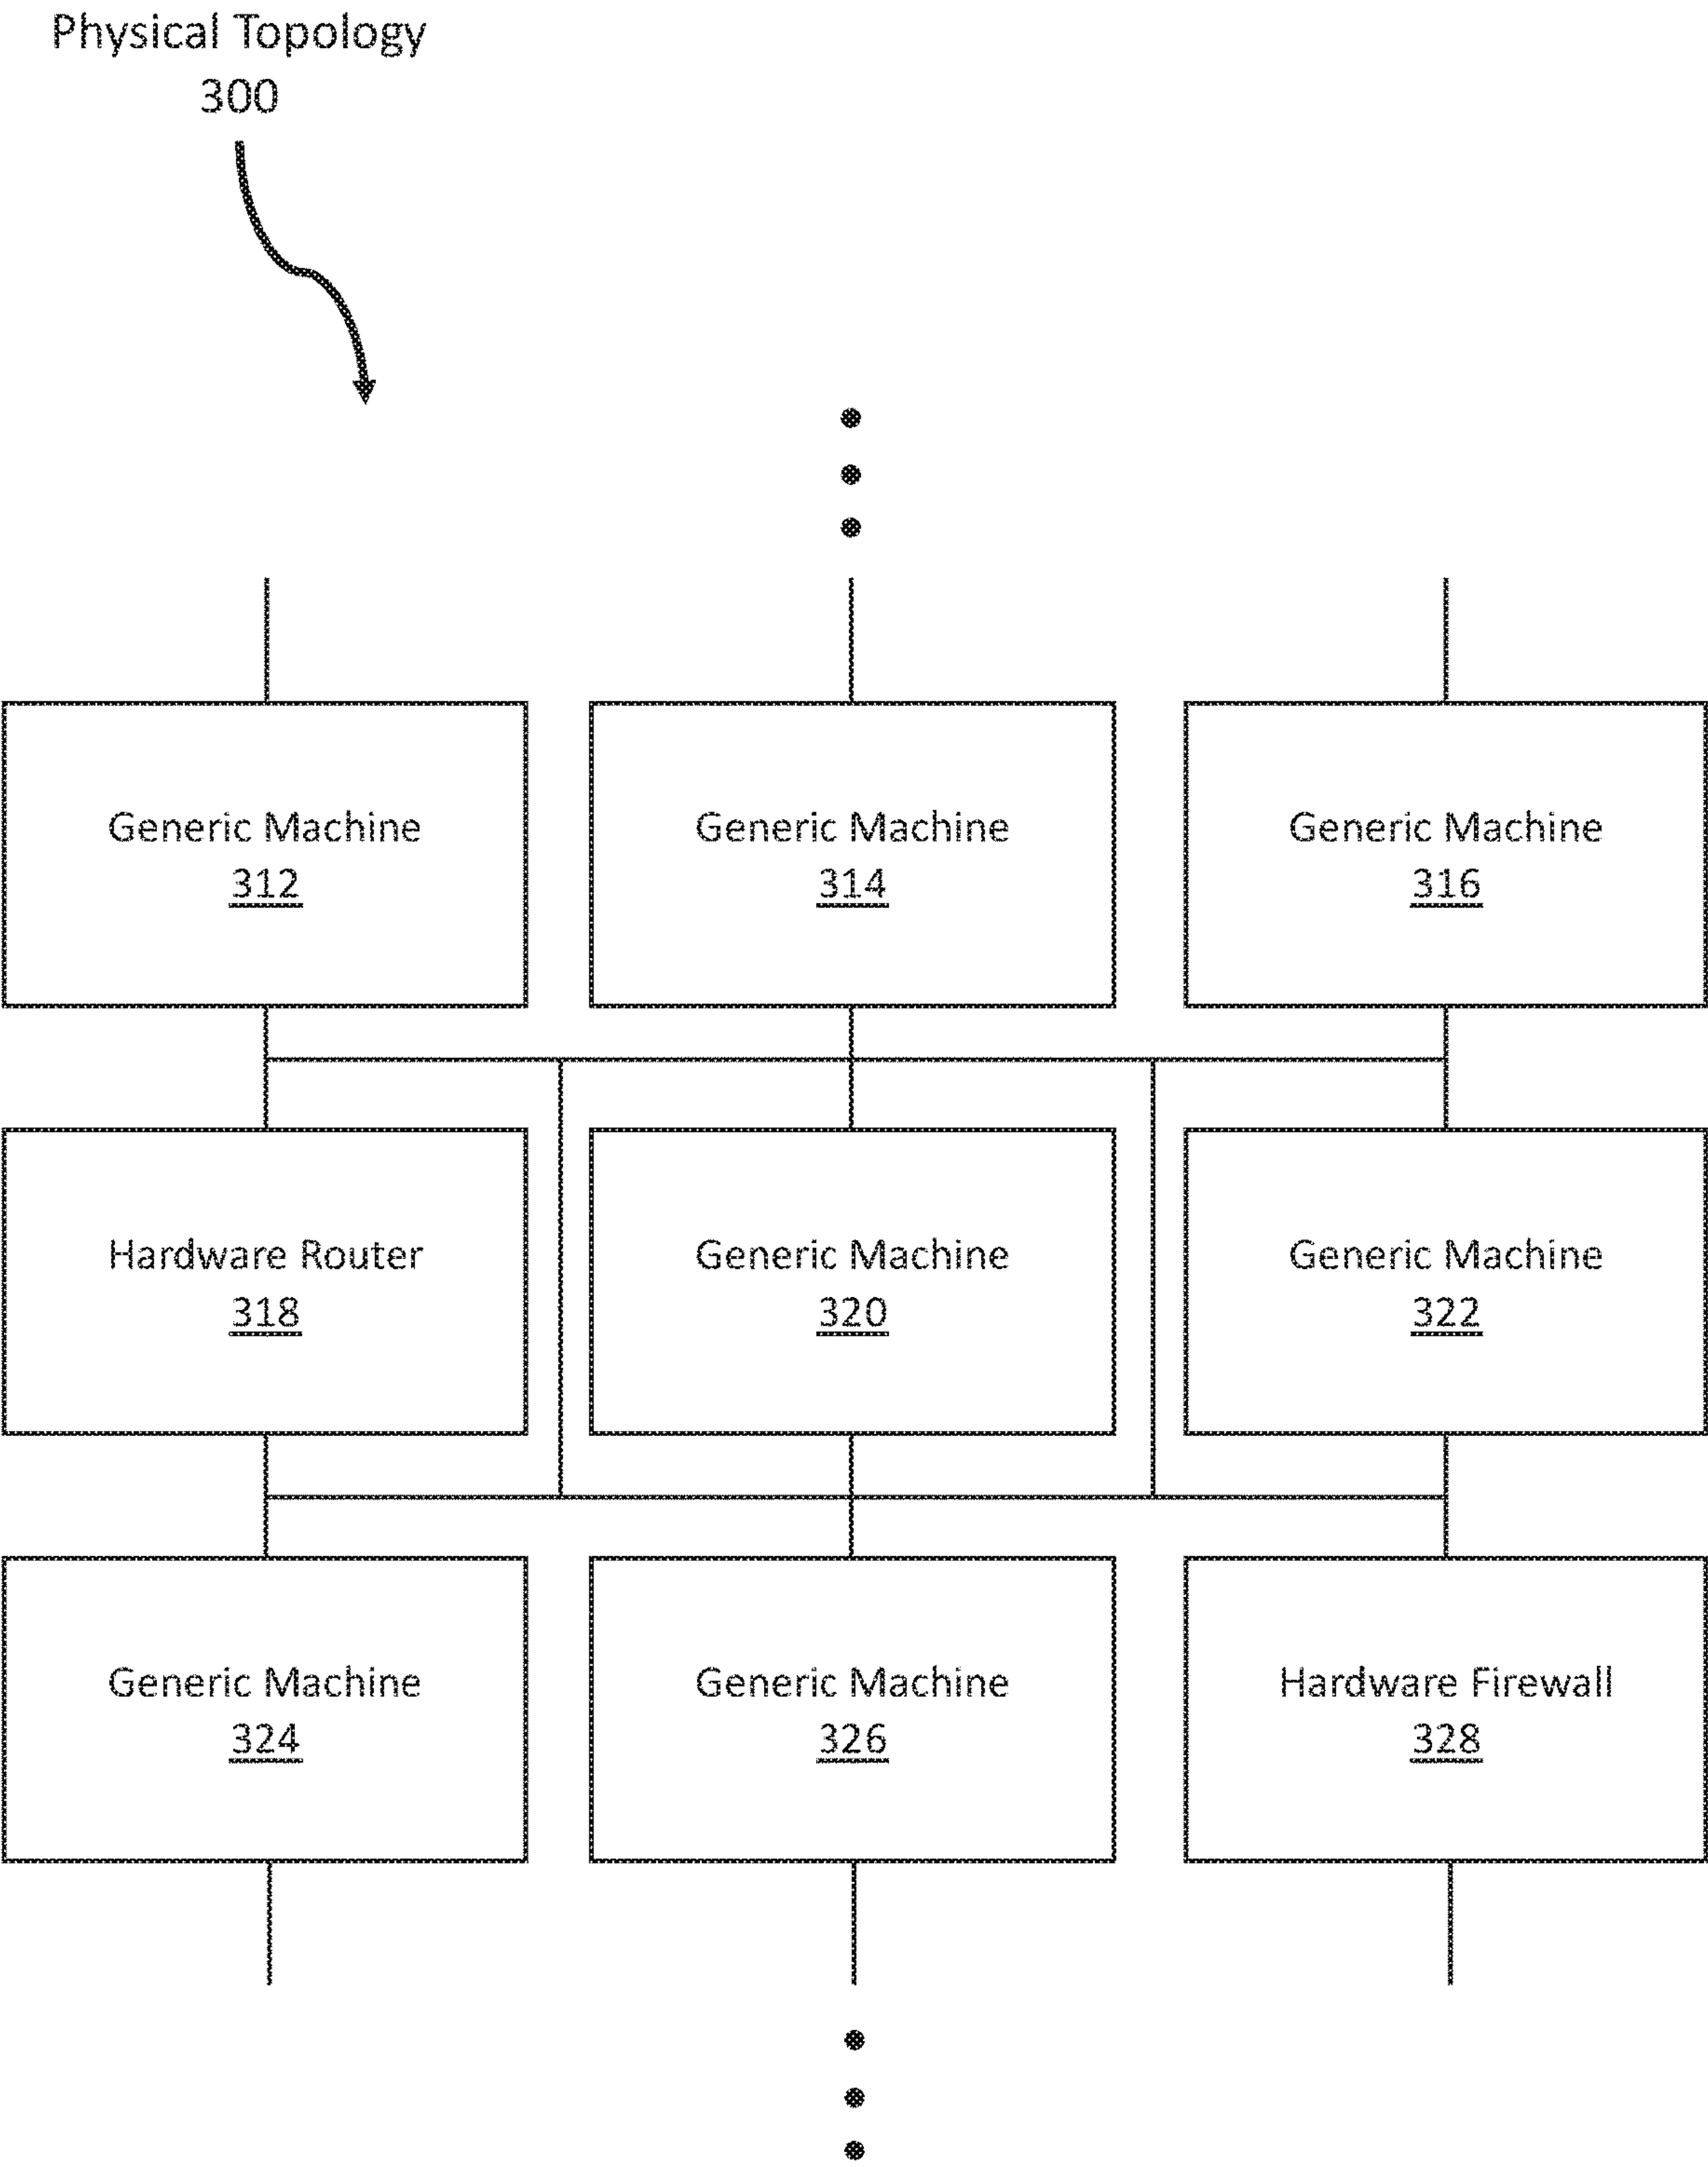 Physical Topology
300
Generic Machine
312
Generic Machine
314
Generic Machine
316
Hardware Router
318
Generic Machine
320
Generic Machine
322
Generic Machine
324
Generic Machine
326
Hardware Firewall
328